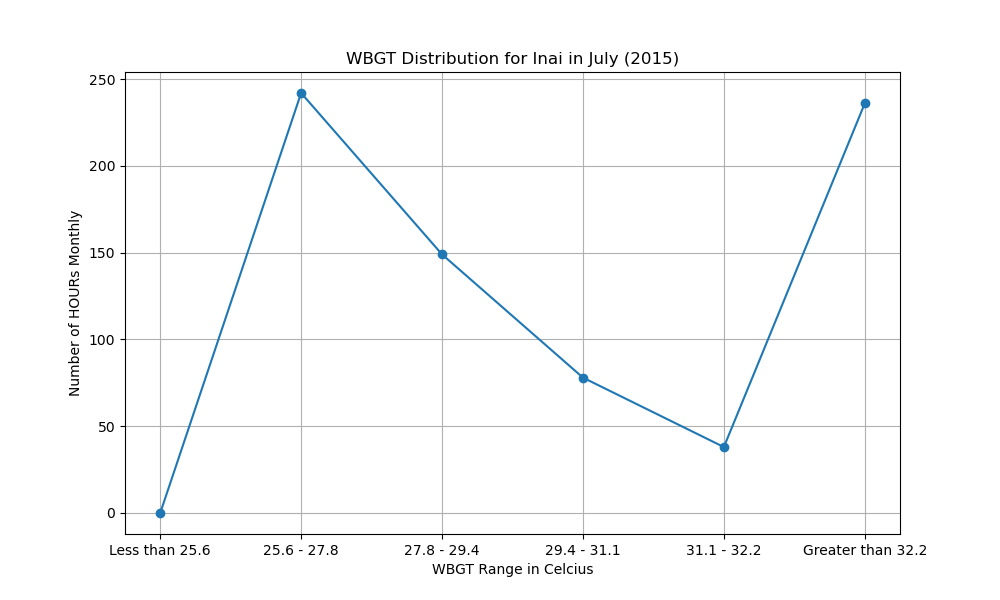 WBGT Distribution for Inai in July (2015)
Number of HOURs Monthly
250
200
150
100
50
0
Less than 25.6 25.6 - 27.8 27.8 - 29.4 29.4 - 31.1 31.1 - 32.2 Greater than 32.2
WBGT Range in Celcius